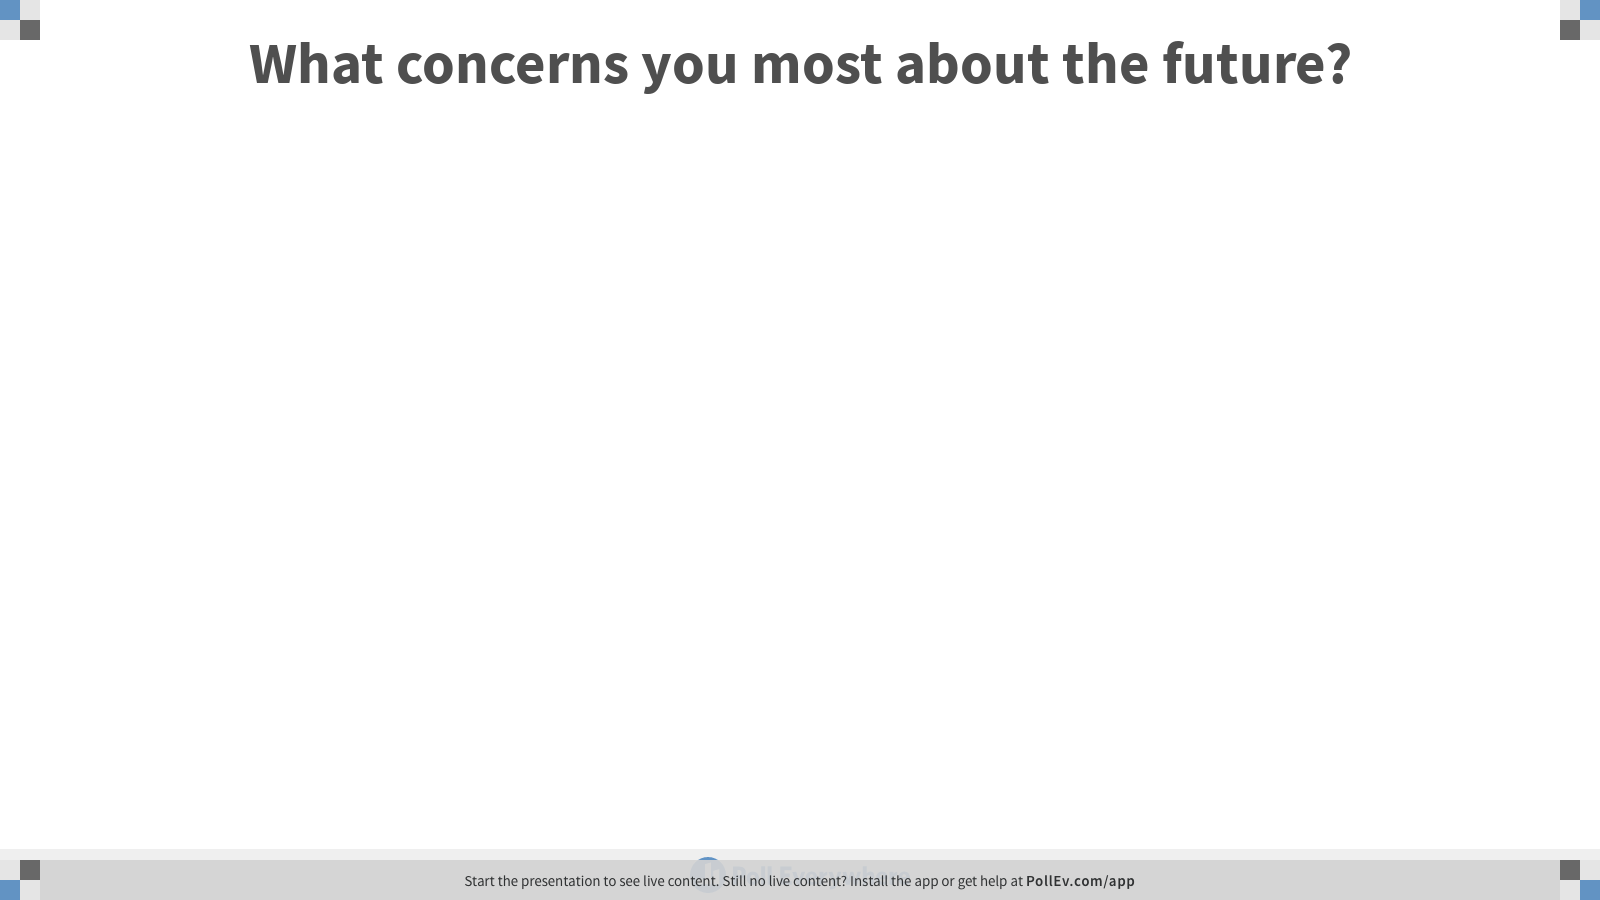 What concerns you most about the future?
Start the presentation to see live content. Still no live content? Install the app or get help at PollEv.com/app